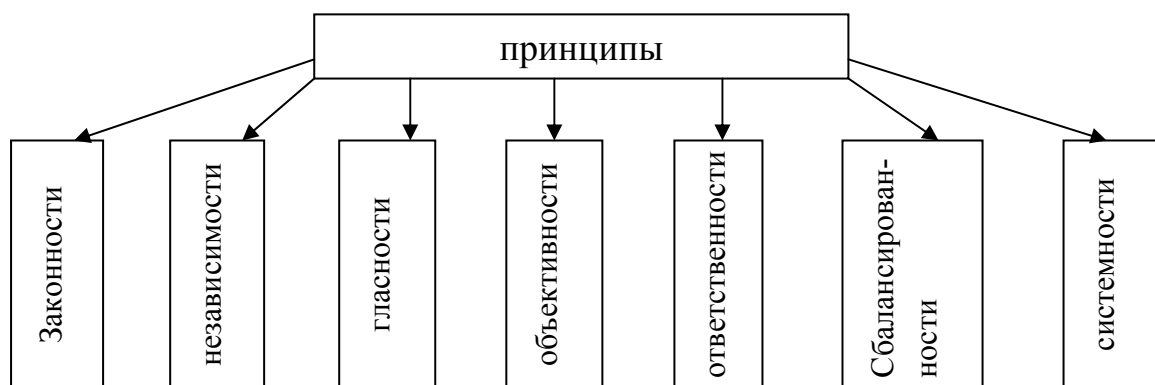 принципы
Законности
независимости
гласности
объективности
ответственности
Сбалансирован-
ности
системности